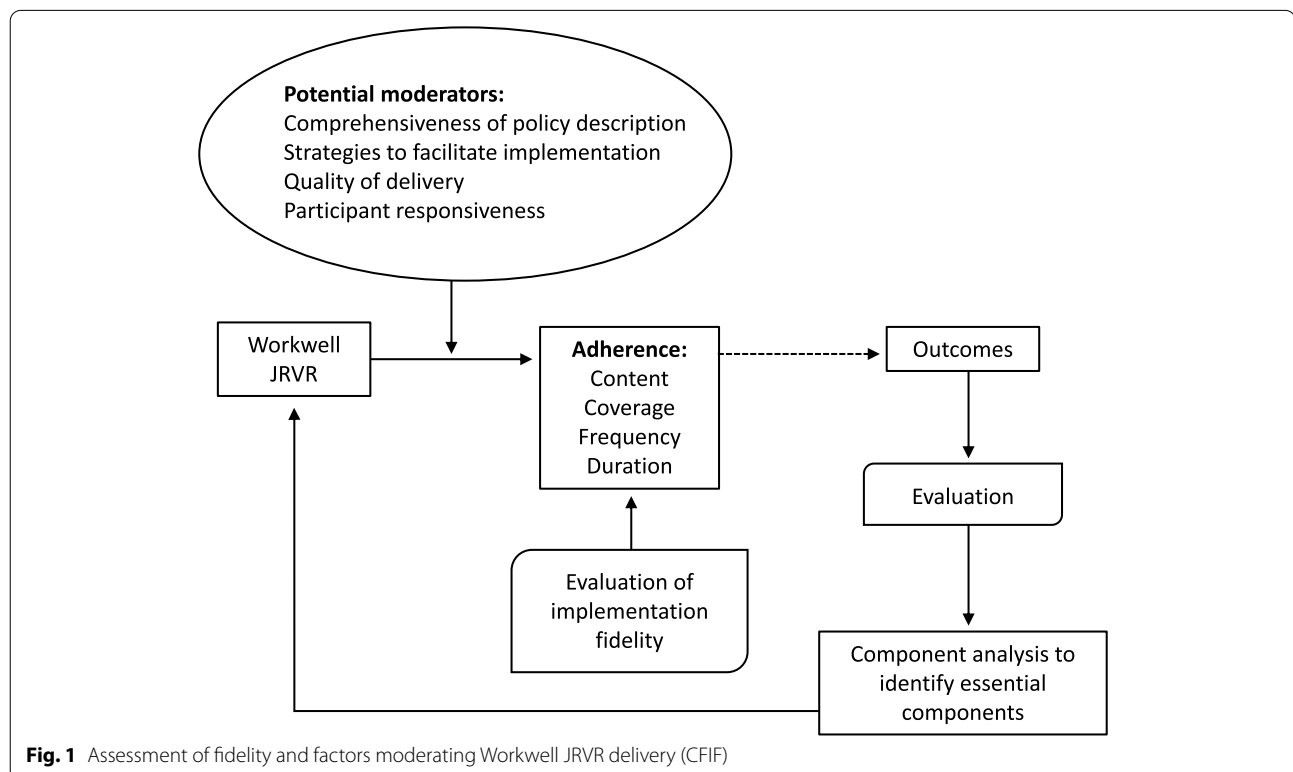 Potential moderators:
Comprehensiveness of policy description
Strategies to facilitate implementation
Quality of delivery
Participant responsiveness
Workwell
JRVR
Adherence:
Content
Coverage
Frequency
Duration
Outcomes
Evaluation
Evaluation of
implementation
fidelity
Component analysis to
identify essential
components
Fig. 1 Assessment of fidelity and factors moderating Workwell JRVR delivery (CFIF)